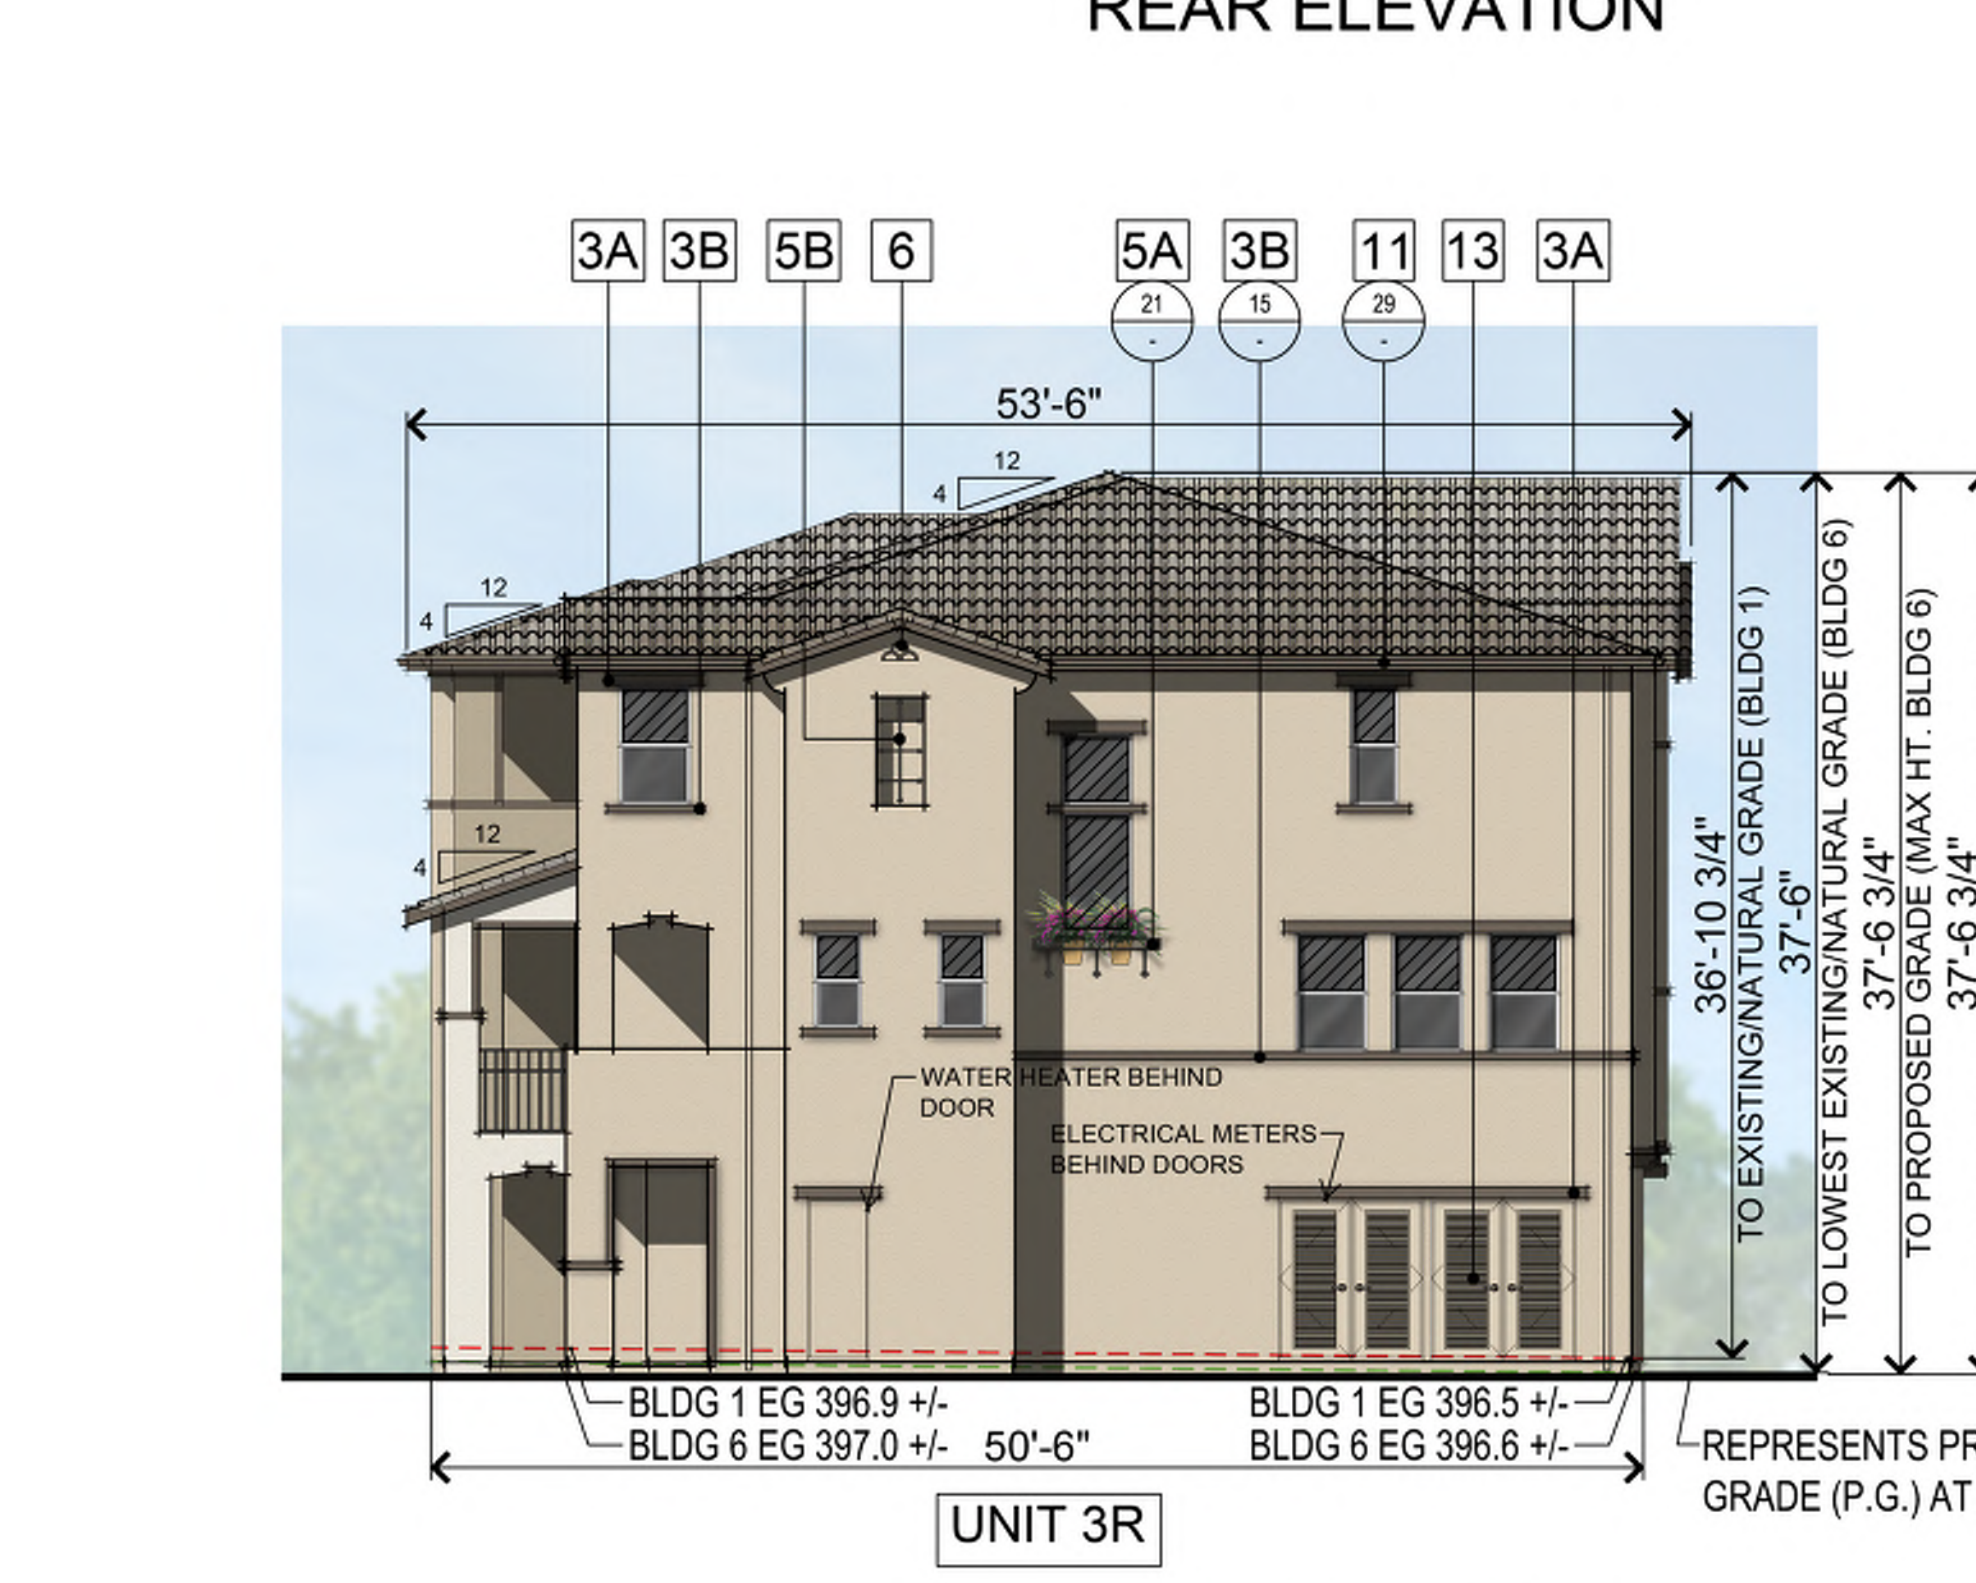 REAR ELEVATION
3A 3B 5B 6 5A 3B 11 13 3A
21 15 29
- - -
53'-6"
12
4
12
4
12
4
WATER HEATER BEHIND
DOOR
ELECTRICAL METERS
BEHIND DOORS
36'-10 3/4"
TO EXISTING/NATURAL GRADE (BLDG 1)
37'-6"
TO LOWEST EXISTING/NATURAL GRADE (BLDG 6)
37'-6 3/4"
TO PROPOSED GRADE (MAX HT. BLDG 6)
37'-6 3/4"
BLDG 1 EG 396.9 +/-
BLDG 6 EG 397.0 +/-
50'-6"
BLDG 1 EG 396.5 +/-
BLDG 6 EG 396.6 +/-
REPRESENTS PR
GRADE (P.G.) AT
UNIT 3R